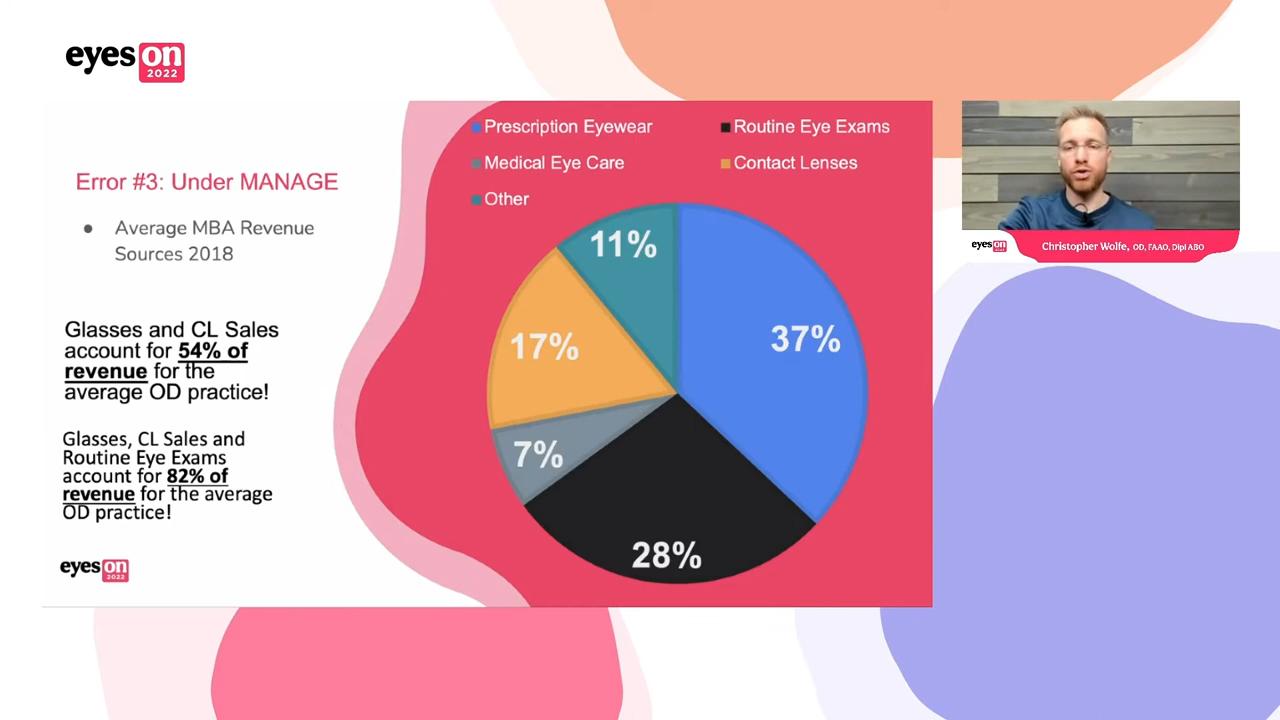 eyes on
2022
Error #3: Under MANAGE
● Average MBA Revenue
Sources 2018
Glasses and CL Sales
account for 54% of
revenue for the
average OD practice!
Glasses, CL Sales and
Routine Eye Exams
account for 82% of
revenue for the average
OD practice!
eyes on
2022
Prescription Eyewear
Routine Eye Exams
Medical Eye Care
Contact Lenses
Other
11%
37%
17%
7%
28%
eyes on
2022
Christopher Wolfe, OD, FAAO, Dipl ABO